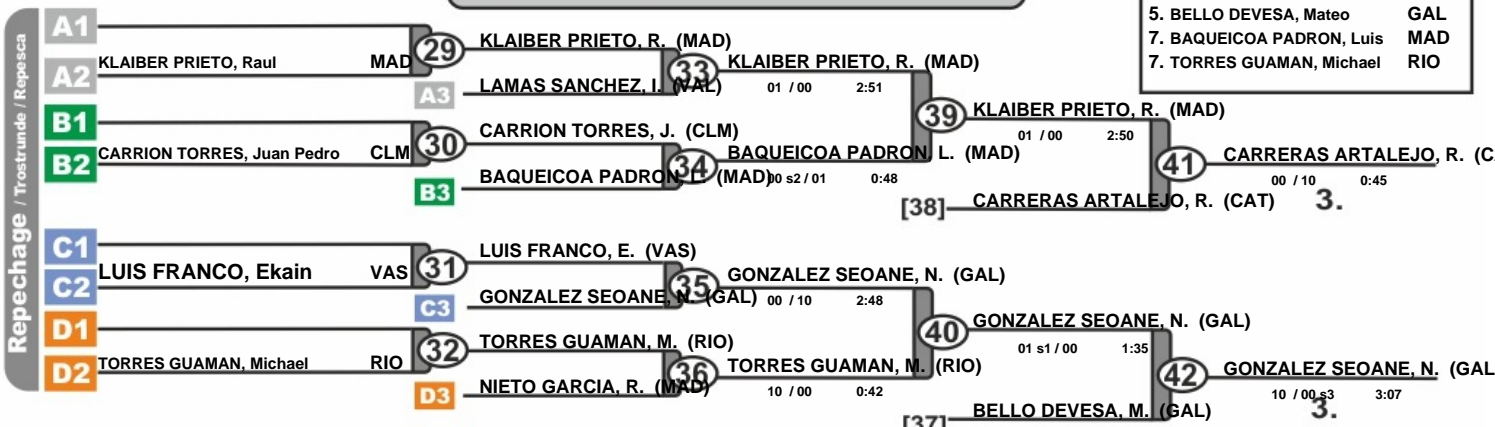 5. BELLO DEVESA, Mateo GAL
7. BAQUEICOA PADRON, Luis MAD
7. TORRES GUAMAN, Michael RIO
Repechage / Trostrunde / Repesca
A1
KLAIBER PRIETO, Raul MAD
A2
29
KLAIBER PRIETO, R. (MAD)
A3
LAMAS SANCHEZ, I. (VAL)
33
KLAIBER PRIETO, R. (MAD)
01 / 00 2:51
B1
CARRION TORRES, Juan Pedro CLM
B2
30
CARRION TORRES, J. (CLM)
B3
BAQUEICOA PADRON, L. (MAD)
34
BAQUEICOA PADRON, L. (MAD)
00 s2 / 01 0:48
39
KLAIBER PRIETO, R. (MAD)
01 / 00 2:50
[38]
CARRERAS ARTALEJO, R. (CAT)
41
CARRERAS ARTALEJO, R. (C
00 / 10 0:45
3.
C1
LUIS FRANCO, Ekain VAS
C2
31
LUIS FRANCO, E. (VAS)
C3
GONZALEZ SEOANE, N. (GAL)
35
GONZALEZ SEOANE, N. (GAL)
00 / 10 2:48
D1
TORRES GUAMAN, Michael RIO
D2
32
TORRES GUAMAN, M. (RIO)
D3
NIETO GARCIA, R. (MAD)
36
TORRES GUAMAN, M. (RIO)
10 / 00 0:42
40
GONZALEZ SEOANE, N. (GAL)
01 s1 / 00 1:35
[37]
BELLO DEVESA, M. (GAL)
42
GONZALEZ SEOANE, N. (GAL
10 / 00 s3 3:07
3.